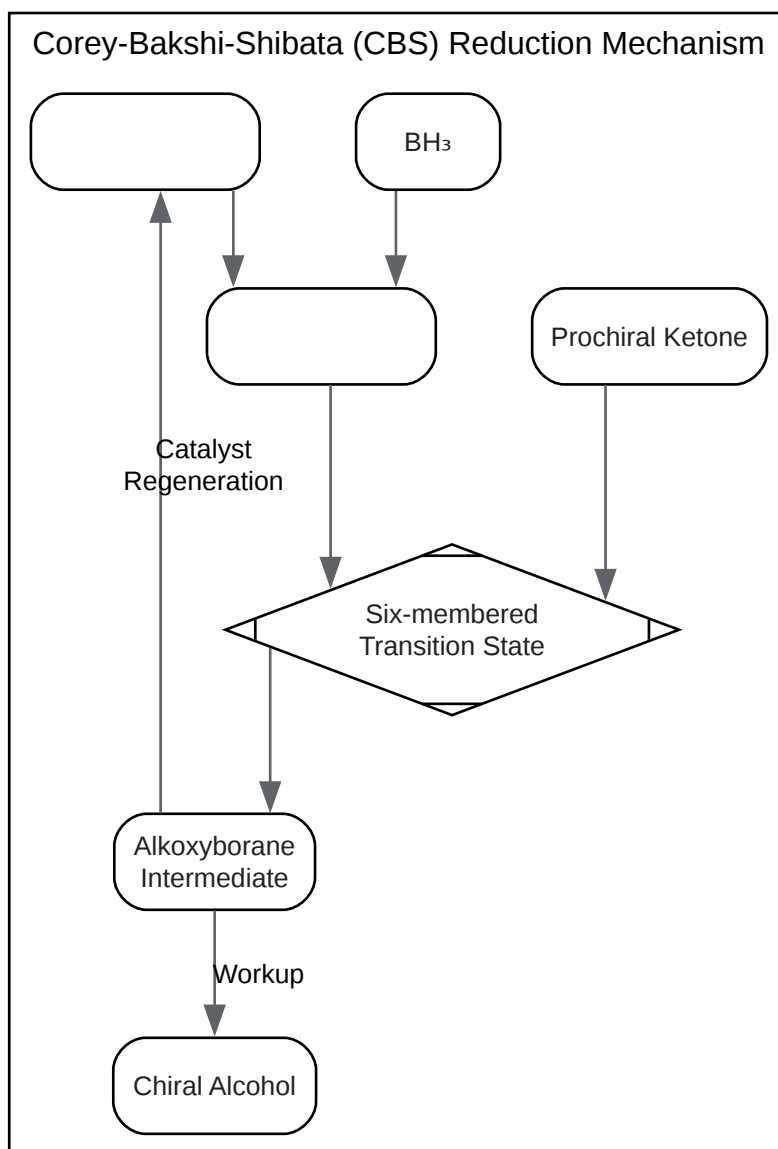 Corey-Bakshi-Shibata (CBS) Reduction Mechanism
BH₃
Prochiral Ketone
Catalyst
Regeneration
Six-membered
Transition State
Alkoxyborane
Intermediate
Workup
Chiral Alcohol